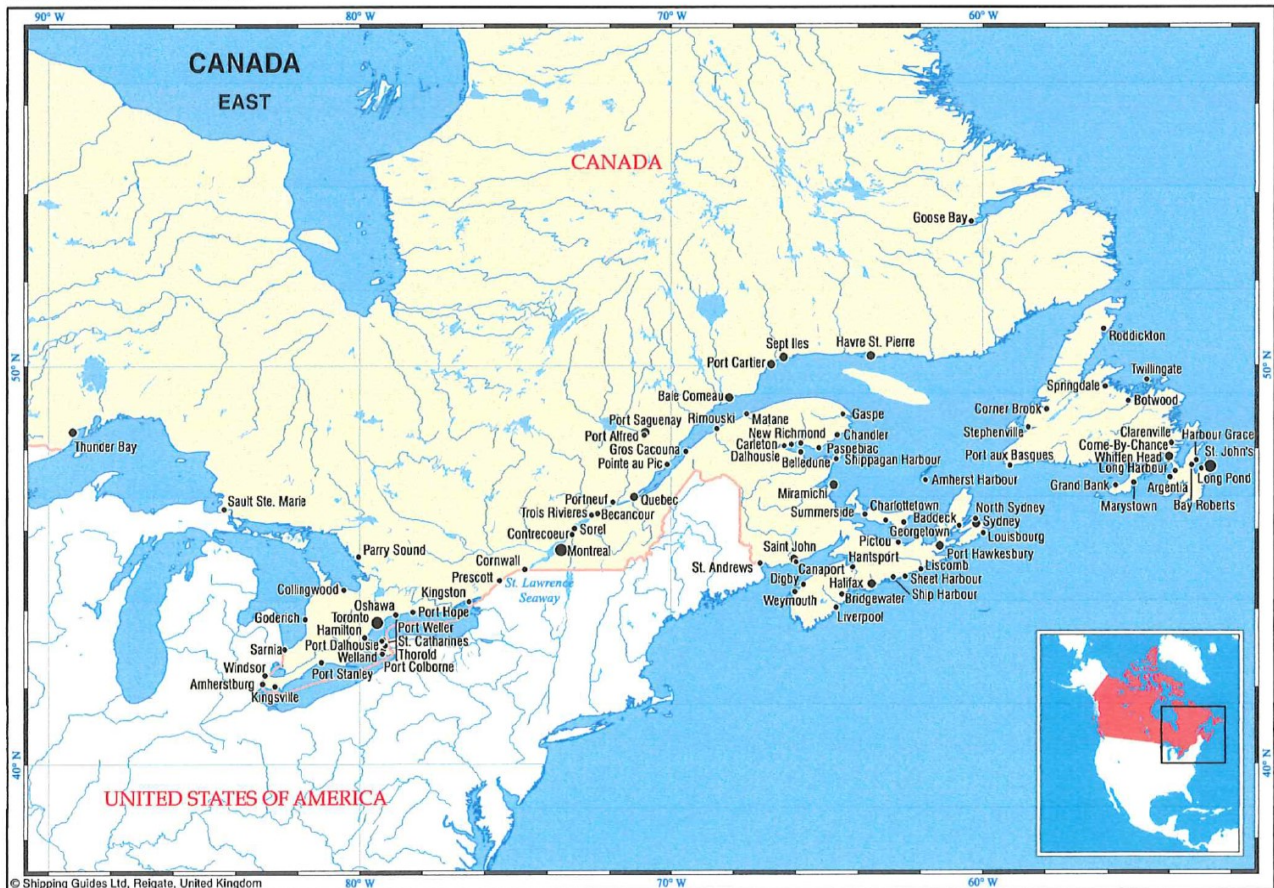 90° W
80° W
70° W
60° W
CANADA
EAST
CANADA
Goose Bay
Roddickton
Sept Iles
Havre St. Pierre
Port Cartier
50° N
50° N
Twillingate
Springdale
Botwood
Baie Comeau
Corner Brook
Port Saguenay
Rimouski
Matane
Gaspe
Stephenville
Clarenville
Harbour Grace
Thunder Bay
Port Alfred
New Richmond
Chandler
Come-By-Chance
St. John's
Gros Cacouna
Carleton
Paspebiac
Port aux Basques
Whiffen Head
Pointe au Pic
Dalhousie
Belledune
Shippagan Harbour
Long Harbour
Long Pond
Amherst Harbour
Grand Bank
Argentia
Sault Ste. Marie
Portneuf
Quebec
Miramichi
Marystown
Bay Roberts
Trois Rivieres
Becancour
Summerside
Charlottetown
Baddeck
North Sydney
Sydney
Contrecoeur
Sorel
Georgetown
Louisbourg
Montreal
Pictou
Port Hawkesbury
Parry Sound
Saint John
Hantsport
Cornwall
St. Andrews
Canaport
Liscomb
Prescott
St. Lawrence
Seaway
Digby
Halifax
Sheet Harbour
Collingwood
Kingston
Weymouth
Bridgewater
Ship Harbour
Oshawa
Port Hope
Liverpool
Goderich
Toronto
Port Weller
Hamilton
St. Catharines
Sarnia
Port Dalhousie
Thorold
Welland
Port Colborne
Windsor
Port Stanley
Amherstburg
Kingsville
40° N
40° N
UNITED STATES OF AMERICA
80° W
70° W
60° W
© Shipping Guides Ltd, Reigate, United Kingdom